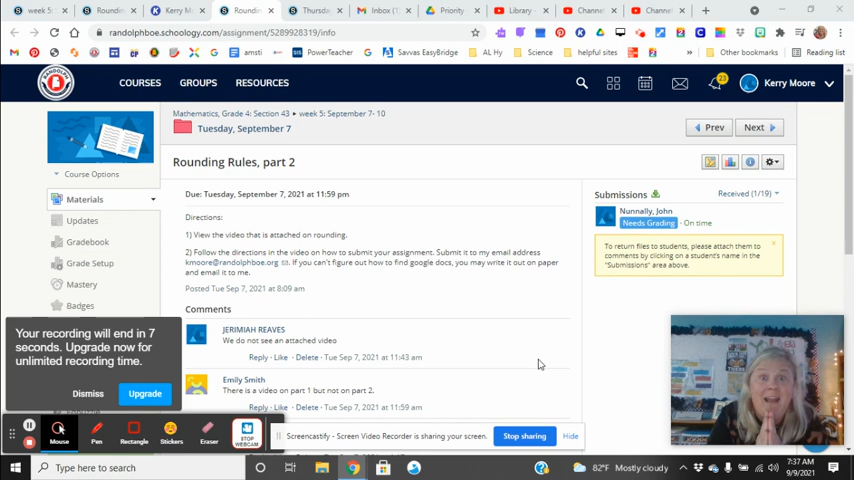 week 5:
Roundin
Kerry Mo
Roundin
Thursday
Inbox (1
Priority
Library
Channel
Channel
randolphboe.schoology.com/assignment/5289928319/info
amsti
PowerTeacher
Savvas EasyBridge
AL Hy
Science
helpful sites
Other bookmarks
Reading list
RANDOLPH
COURSES
GROUPS
RESOURCES
23
Kerry Moore
Mathematics, Grade 4: Section 43
week 5: September 7- 10
Tuesday, September 7
Prev
Next
Course Options
Materials
Updates
Gradebook
Grade Setup
Mastery
Badges
Rounding Rules, part 2
Due: Tuesday, September 7, 2021 at 11:59 pm
Directions:
1) View the video that is attached on rounding.
2) Follow the directions in the video on how to submit your assignment. Submit it to my email address
kmoore@randolphboe.org . If you can't figure out how to find google docs, you may write it out on paper
and email it to me.
Posted Tue Sep 7, 2021 at 8:09 am
Comments
JERIMIAH REAVES
We do not see an attached video
Reply · Like · Delete · Tue Sep 7, 2021 at 11:43 am
Emily Smith
There is a video on part 1 but not on part 2.
Reply · Like · Delete · Tue Sep 7, 2021 at 11:59 am
Submissions
Received (1/19)
Nunnally, John
Needs Grading · On time
To return files to students, please attach them to
comments by clicking on a student's name in the
"Submissions" area above.
Your recording will end in 7
seconds. Upgrade now for
unlimited recording time.
Dismiss
Upgrade
Mouse
Pen
Rectangle
Stickers
Eraser
STOP
WEBCAM
Screencastify - Screen Video Recorder is sharing your screen.
Stop sharing
Hide
Type here to search
82°F Mostly cloudy
7:37 AM
9/9/2021